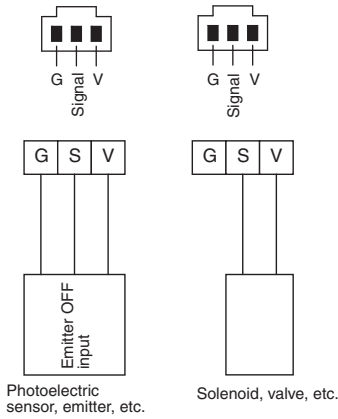 G Signal V
G Signal V
G S V
G S V
Emitter OFF
input
Photoelectric
sensor, emitter, etc.
Solenoid, valve, etc.